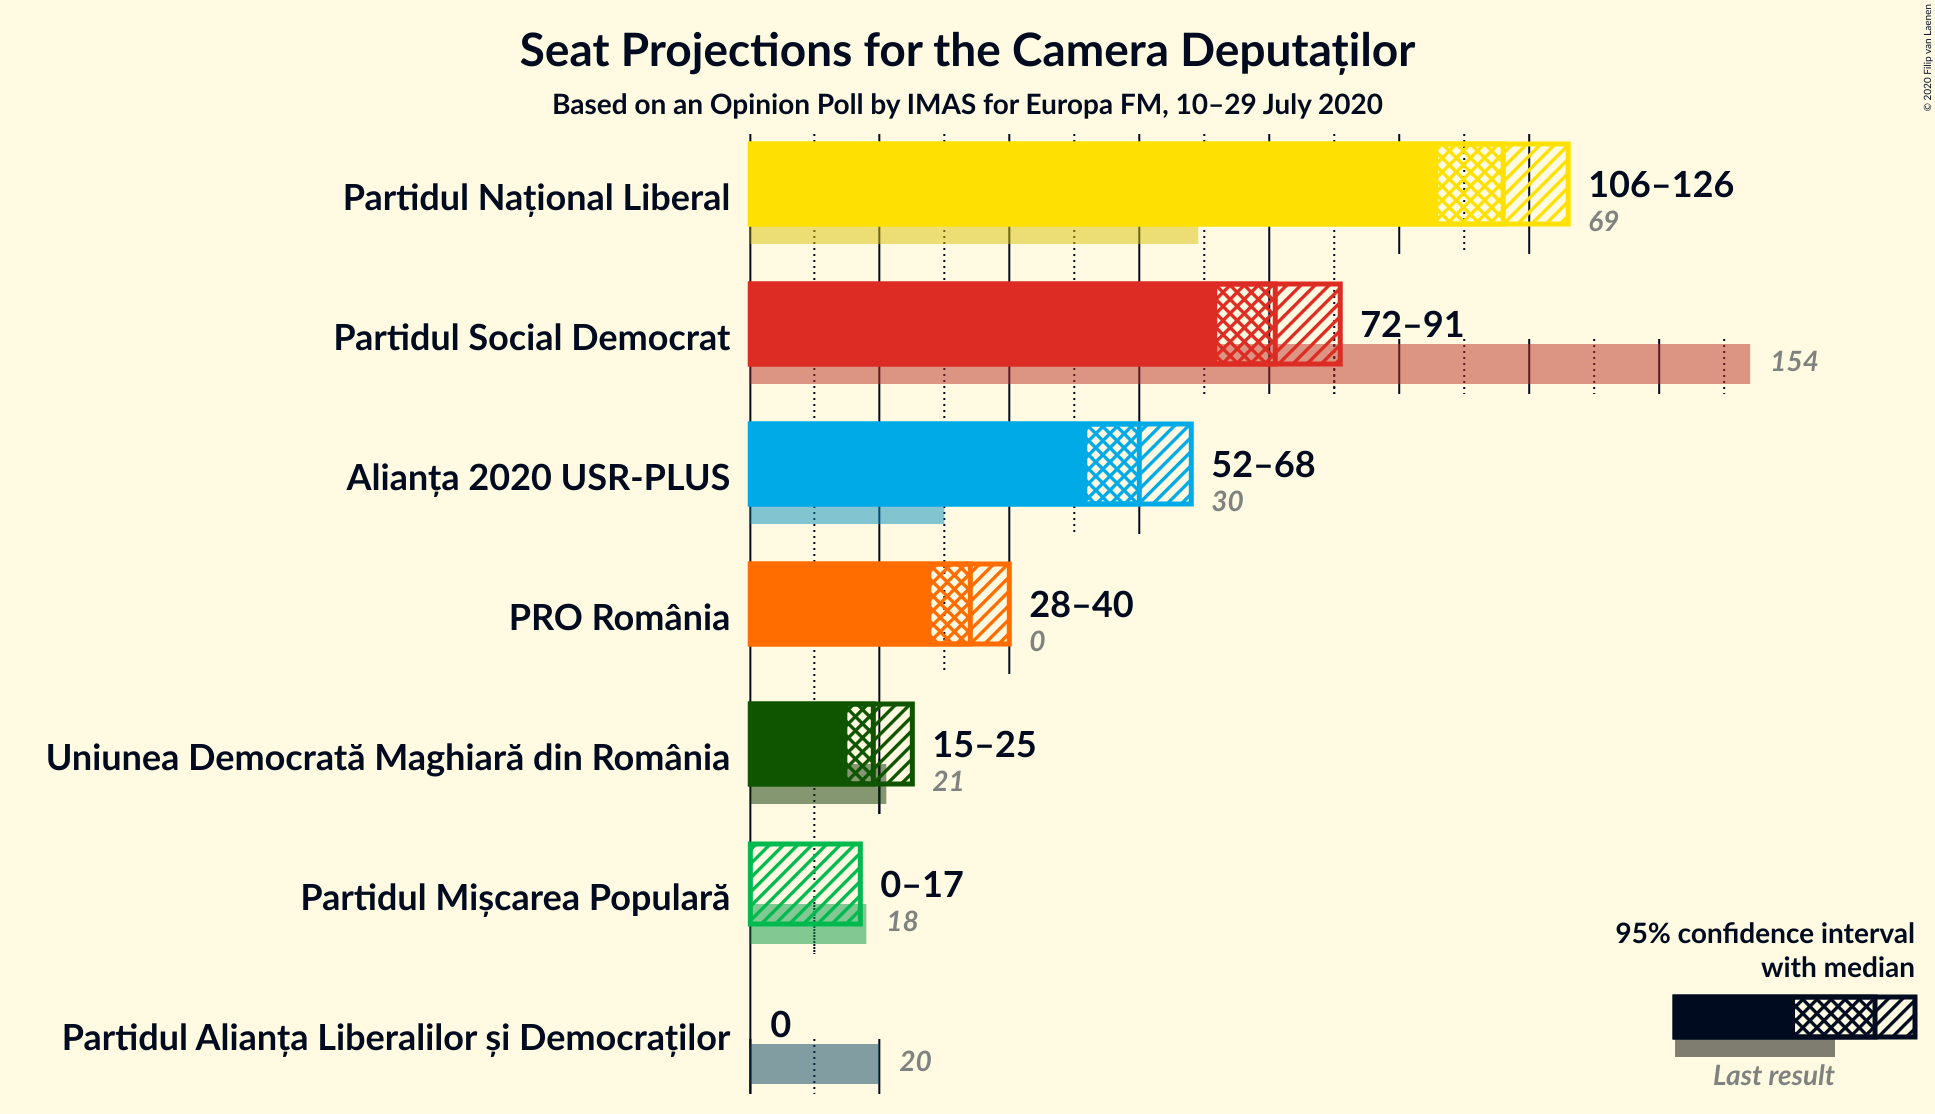 Seat Projections for the Camera Deputaților
Based on an Opinion Poll by IMAS for Europa FM, 10–29 July 2020
© 2020 Filip van Laenen
Partidul Național Liberal
106–126
69
Partidul Social Democrat
72–91
154
Alianța 2020 USR-PLUS
52–68
30
PRO România
28–40
0
Uniunea Democrată Maghiară din România
15–25
21
Partidul Mișcarea Populară
0–17
18
Partidul Alianța Liberalilor și Democraților
0
20
95% confidence interval
with median
Last result